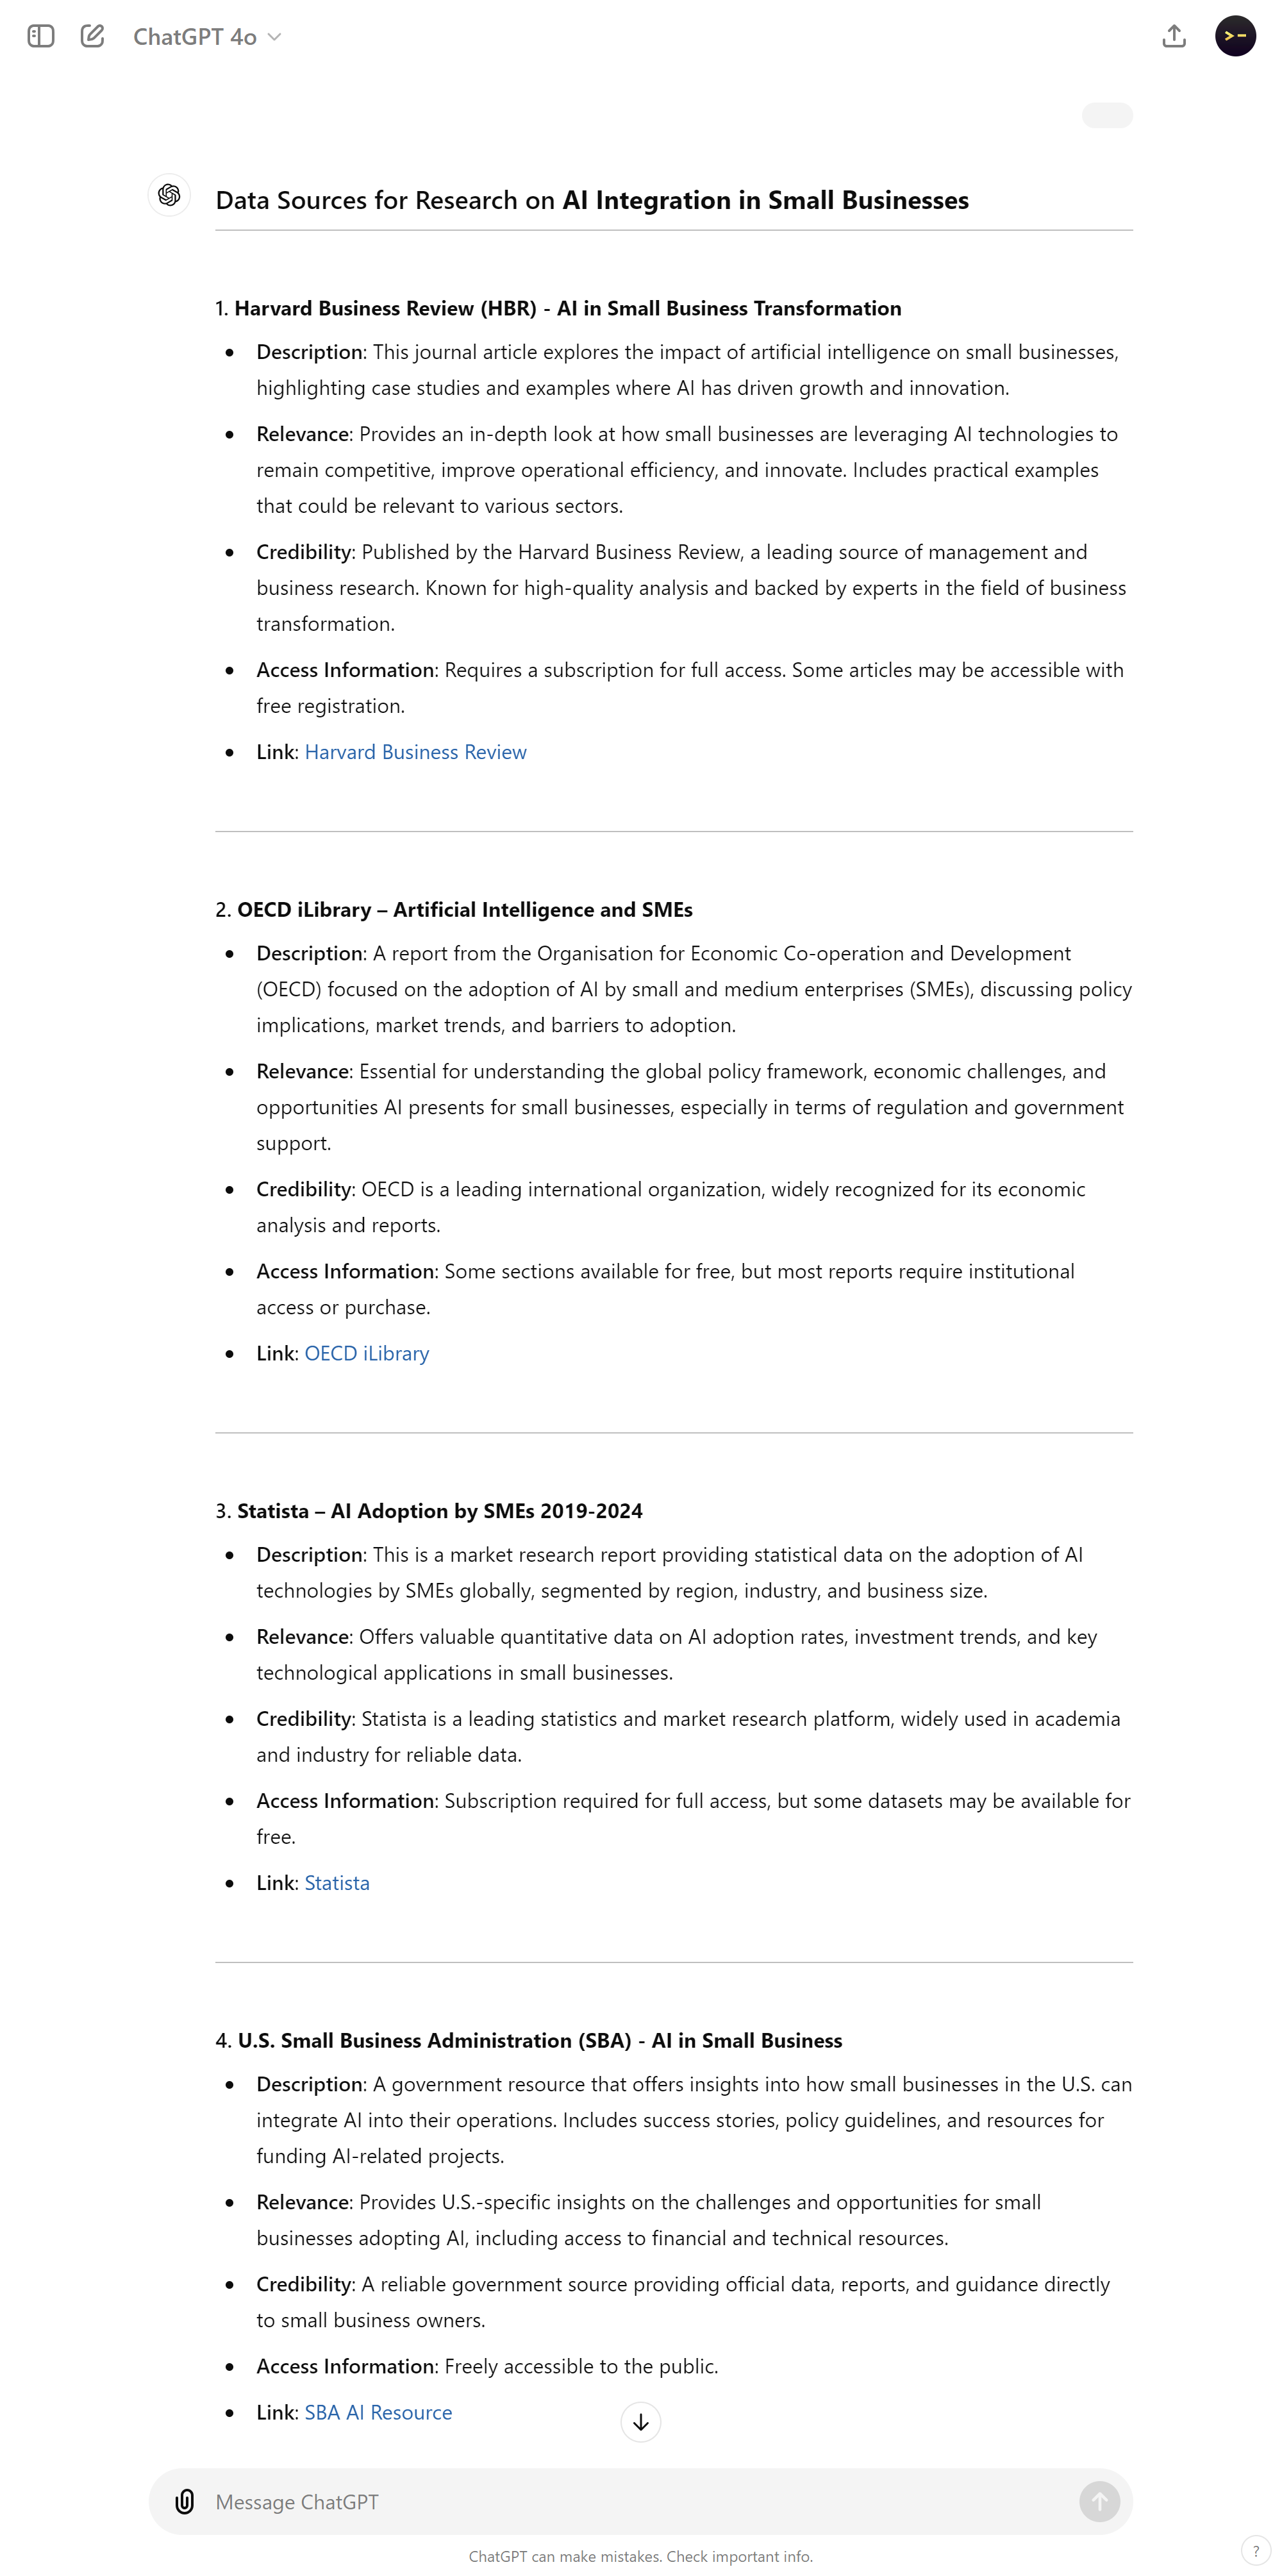 ChatGPT 4o
Data Sources for Research on AI Integration in Small Businesses
1. Harvard Business Review (HBR) - AI in Small Business Transformation
• Description: This journal article explores the impact of artificial intelligence on small businesses,
highlighting case studies and examples where AI has driven growth and innovation.
• Relevance: Provides an in-depth look at how small businesses are leveraging AI technologies to
remain competitive, improve operational efficiency, and innovate. Includes practical examples
that could be relevant to various sectors.
• Credibility: Published by the Harvard Business Review, a leading source of management and
business research. Known for high-quality analysis and backed by experts in the field of business
transformation.
• Access Information: Requires a subscription for full access. Some articles may be accessible with
free registration.
• Link: Harvard Business Review
2. OECD iLibrary – Artificial Intelligence and SMEs
• Description: A report from the Organisation for Economic Co-operation and Development
(OECD) focused on the adoption of AI by small and medium enterprises (SMEs), discussing policy
implications, market trends, and barriers to adoption.
• Relevance: Essential for understanding the global policy framework, economic challenges, and
opportunities AI presents for small businesses, especially in terms of regulation and government
support.
• Credibility: OECD is a leading international organization, widely recognized for its economic
analysis and reports.
• Access Information: Some sections available for free, but most reports require institutional
access or purchase.
• Link: OECD iLibrary
3. Statista – AI Adoption by SMEs 2019-2024
• Description: This is a market research report providing statistical data on the adoption of AI
technologies by SMEs globally, segmented by region, industry, and business size.
• Relevance: Offers valuable quantitative data on AI adoption rates, investment trends, and key
technological applications in small businesses.
• Credibility: Statista is a leading statistics and market research platform, widely used in academia
and industry for reliable data.
• Access Information: Subscription required for full access, but some datasets may be available for
free.
• Link: Statista
4. U.S. Small Business Administration (SBA) - AI in Small Business
• Description: A government resource that offers insights into how small businesses in the U.S. can
integrate AI into their operations. Includes success stories, policy guidelines, and resources for
funding AI-related projects.
• Relevance: Provides U.S.-specific insights on the challenges and opportunities for small
businesses adopting AI, including access to financial and technical resources.
• Credibility: A reliable government source providing official data, reports, and guidance directly
to small business owners.
• Access Information: Freely accessible to the public.
• Link: SBA AI Resource
Message ChatGPT
ChatGPT can make mistakes. Check important info.
?